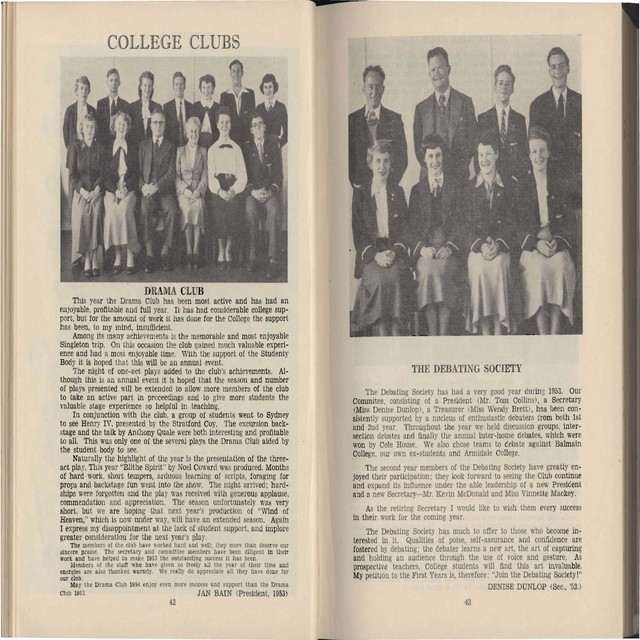 COLLEGE CLUBS
DRAMA CLUB
This year the Drama Club has been most active and has had an
enjoyable, profitable and full year. It has had considerable college sup-
port, but for the amount of work it has done for the College the support
has been, to my mind, insufficient.
Among its many achievements is the memorable and most enjoyable
Singleton trip. On this occasion the club gained much valuable experi-
ence and had a most enjoyable time. With the support of the Students
Body it is hoped that this will be an annual event.
The night of one-act plays added to the club's achievements. Al-
though this is an annual event it is hoped that the season and number
of plays presented will be extended to allow more members of the club
to take an active part in proceedings and to give more students the
valuable stage experience so helpful in teaching.
In conjunction with the club, a group of students went to Sydney
to see Henry IV, presented by the Stratford Coy. The excursion back-
stage and the talk by Anthony Quale were both interesting and profitable
to all. This was only one of the several plays the Drama Club aided by
the student body to see.
Naturally the highlight of the year is the presentation of the three-
act play. This year "Blithe Spirit" by Noel Coward was produced. Months
of hard work, short tempers, arduous learning of scripts, foraging for
props and backstage fun went into the show. The night arrived; hard-
ships were forgotten and the play was received with generous applause,
commendation and appreciation. The season unfortunately was very
short, but we are hoping that next year's production of "Wind of
Heaven," which is now under way, will have an extended season. Again
I express my disappointment at the lack of student support, and implore
greater consideration for the next year's play.
The members of the club have worked hard and well; they more than deserve our
sincere praise. The secretary and committee members have been diligent in their
work and have helped to make 1953 the outstanding success it has been.
Members of the staff who have given so freely all the year of their time and
energies are also thanked warmly. We really do appreciate all they have done for
our club.
May the Drama Club 1954 enjoy even more success and support than the Drama
Club 1953. JAN BAIN (President, 1953)
42
THE DEBATING SOCIETY
The Debating Society has had a very good year during 1953. Our
Commitee, consisting of a President (Mr. Tom Collins), a Secretary
(Miss Denise Dunlop), a Treasurer (Miss Wendy Brett), has been con-
sistently supported by a nucleus of enthusiastic debaters from both 1st
and 2nd year. Throughout the year we held discussion groups, inter-
section debates and finally the annual inter-house debates, which were
won by Cole House. We also chose teams to debate against Balmain
College, our own ex-students and Armidale College.
The second year members of the Debating Society have greatly en-
joyed their participation; they look forward to seeing the Club continue
and expand its influence under the able leadership of a new President
and a new Secretary—Mr. Kevin McDonald and Miss Vinnette Mackey.
As the retiring Secretary I would like to wish them every success
in their work for the coming year.
The Debating Society has much to offer to those who become in-
terested in it. Qualities of poise, self-assurance and confidence are
fostered by debating; the debater learns a new art, the art of capturing
and holding an audience through the use of voice and gesture. As
prospective teachers, College students will find this art invaluable.
My petition to the First Years is, therefore: "Join the Debating Society!"
DENISE DUNLOP (Sec., '53.)
43